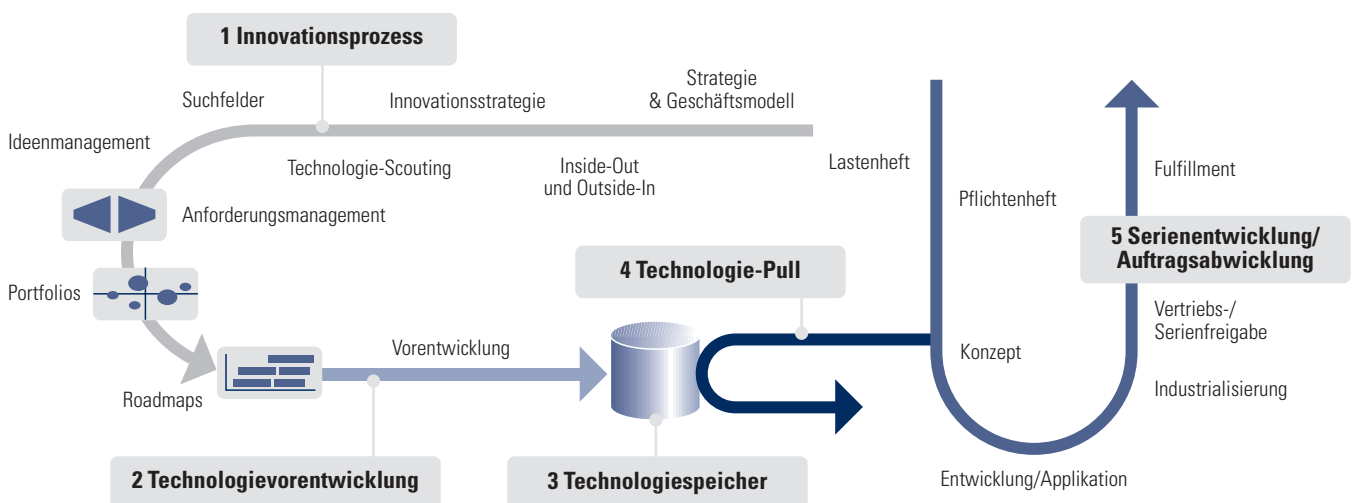 1 Innovationsprozess
Suchfelder
Innovationsstrategie
Strategie
& Geschäftsmodell
Ideenmanagement
Technologie-Scouting
Inside-Out
und Outside-In
Anforderungsmanagement
Portfolios
Roadmaps
Vorentwicklung
2 Technologievorentwicklung
3 Technologiespeicher
4 Technologie-Pull
Lastenheft
Pflichtenheft
Konzept
Entwicklung/Applikation
Fulfillment
5 Serienentwicklung/
Auftragsabwicklung
Vertriebs-/
Serienfreigabe
Industrialisierung